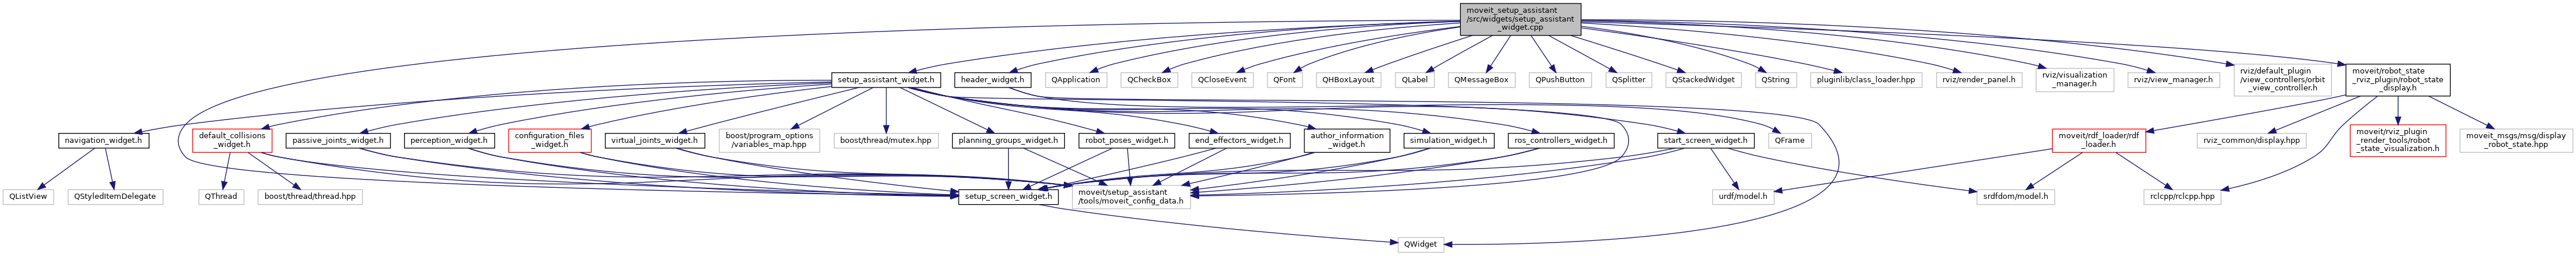 moveit_setup_assistant
/src/widgets/setup_assistant
_widget.cpp
setup_assistant_widget.h
header_widget.h
QApplication
QCheckBox
QCloseEvent
QFont
QHBoxLayout
QLabel
QMessageBox
QPushButton
QSplitter
QStackedWidget
QString
pluginlib/class_loader.hpp
rviz/render_panel.h
rviz/visualization
_manager.h
rviz/view_manager.h
rviz/default_plugin
/view_controllers/orbit
_view_controller.h
moveit/robot_state
_rviz_plugin/robot_state
_display.h
navigation_widget.h
default_collisions
_widget.h
passive_joints_widget.h
perception_widget.h
configuration_files
_widget.h
virtual_joints_widget.h
boost/program_options
/variables_map.hpp
boost/thread/mutex.hpp
planning_groups_widget.h
robot_poses_widget.h
end_effectors_widget.h
author_information
_widget.h
simulation_widget.h
ros_controllers_widget.h
start_screen_widget.h
QFrame
moveit/rdf_loader/rdf
_loader.h
rviz_common/display.hpp
moveit/rviz_plugin
_render_tools/robot
_state_visualization.h
moveit_msgs/msg/display
_robot_state.hpp
QListView
QStyledItemDelegate
QThread
boost/thread/thread.hpp
setup_screen_widget.h
moveit/setup_assistant
/tools/moveit_config_data.h
urdf/model.h
srdfdom/model.h
rclcpp/rclcpp.hpp
QWidget